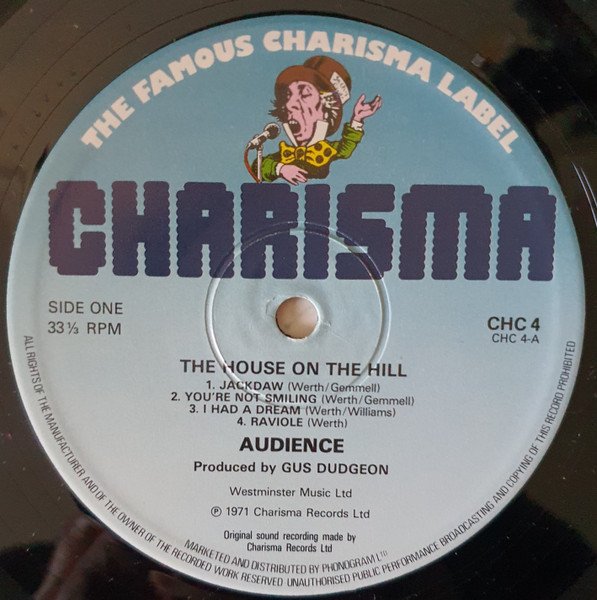 THE FAMOUS CHARISMA LABEL
CHARISMA
SIDE ONE
33⅓ RPM
CHC 4
CHC 4-A
THE HOUSE ON THE HILL
1. JACKDAW (Werth/Gemmell)
2. YOU'RE NOT SMILING (Werth/Gemmell)
3. I HAD A DREAM (Werth/Williams)
4. RAVIOLE (Werth)
AUDIENCE
Produced by GUS DUDGEON
Westminster Music Ltd
℗ 1971 Charisma Records Ltd
Original sound recording made by
Charisma Records Ltd
MARKETED AND DISTRIBUTED BY PHONOGRAM LTD
ALL RIGHTS OF THE MANUFACTURER AND OF THE OWNER OF THE RECORDED WORK RESERVED UNAUTHORISED PUBLIC PERFORMANCE BROADCASTING AND COPYING OF THIS RECORD PROHIBITED